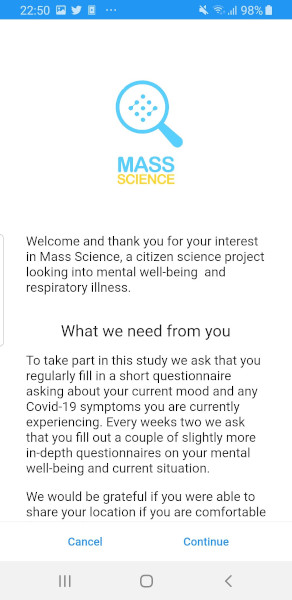 22:50 98%
MASS
SCIENCE
Welcome and thank you for your interest
in Mass Science, a citizen science project
looking into mental well-being and
respiratory illness.
What we need from you
To take part in this study we ask that you
regularly fill in a short questionnaire
asking about your current mood and any
Covid-19 symptoms you are currently
experiencing. Every weeks two we ask
that you fill out a couple of slightly more
in-depth questionnaires on your mental
well-being and current situation.
We would be grateful if you were able to
share your location if you are comfortable
Cancel Continue